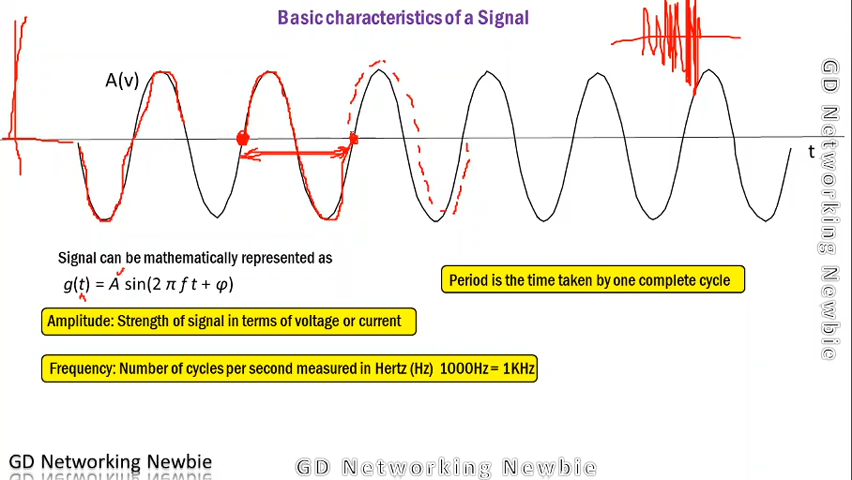 Basic characteristics of a Signal
A(v)
t
Signal can be mathematically represented as
g(t) = A sin(2 π f t + φ)
Period is the time taken by one complete cycle
Amplitude: Strength of signal in terms of voltage or current
Frequency: Number of cycles per second measured in Hertz (Hz) 1000Hz = 1KHz
GD Networking Newbie
GD Networking Newbie
GD Networking Newbie